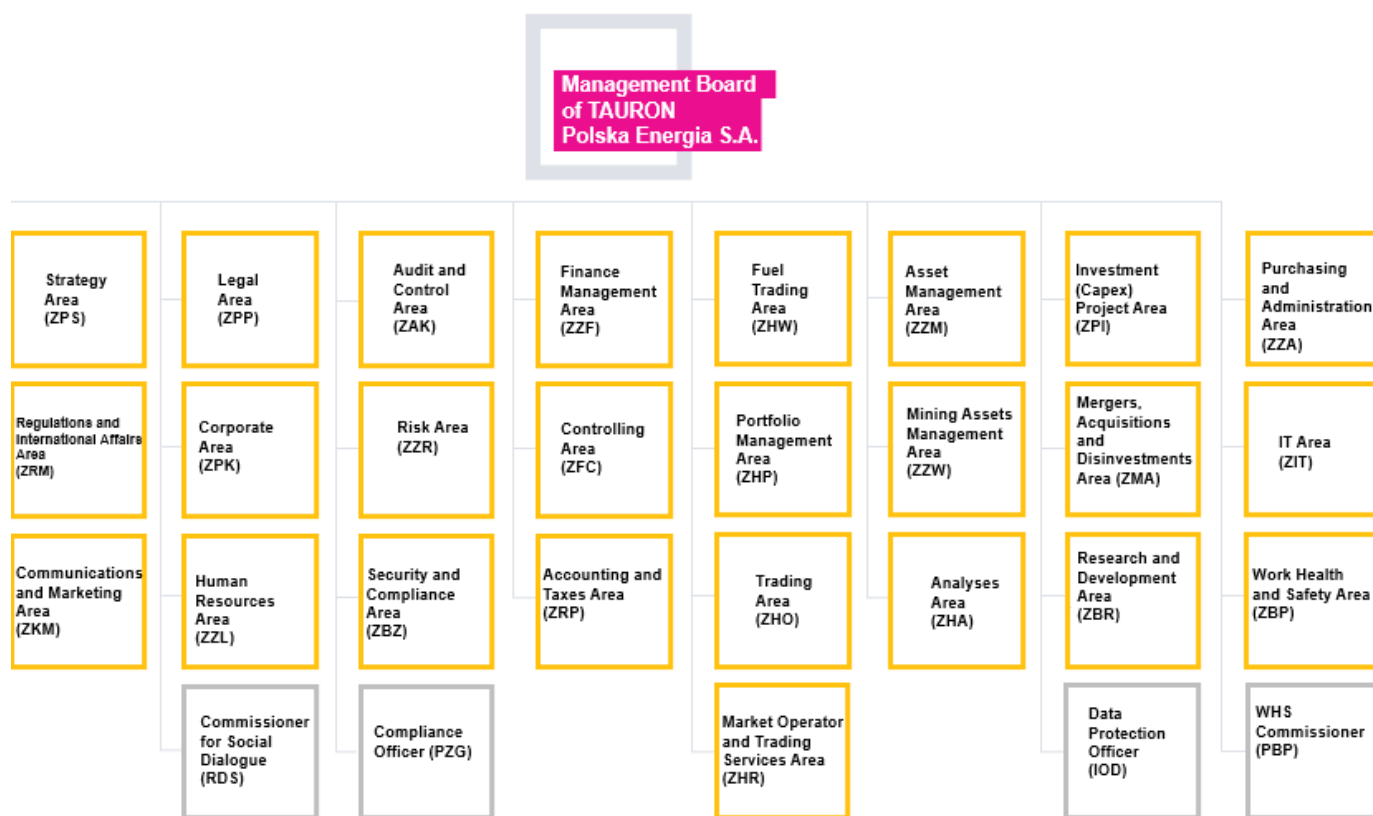 Management Board
of TAURON
Polska Energia S.A.
Strategy
Area
(ZPS)
Legal
Area
(ZPP)
Audit and
Control
Area
(ZAK)
Finance
Management
Area
(ZZF)
Fuel
Trading
Area
(ZHW)
Asset
Management
Area
(ZZM)
Investment
(Capex)
Project Area
(ZPI)
Purchasing
and
Administration
Area
(ZZA)
Regulations and
International Affairs
Area
(ZRM)
Corporate
Area
(ZPK)
Risk Area
(ZZR)
Controlling
Area
(ZFC)
Portfolio
Management
Area
(ZHP)
Mining Assets
Management
Area
(ZZW)
Mergers,
Acquisitions
and
Disinvestments
Area (ZMA)
IT Area
(ZIT)
Communications
and Marketing
Area
(ZKM)
Human
Resources
Area
(ZZL)
Security and
Compliance
Area
(ZBZ)
Accounting and
Taxes Area
(ZRP)
Trading
Area
(ZHO)
Analyses
Area
(ZHA)
Research and
Development
Area
(ZBR)
Work Health
and Safety Area
(ZBP)
Commissioner
for Social
Dialogue
(RDS)
Compliance
Officer (PZG)
Market Operator
and Trading
Services Area
(ZHR)
Data
Protection
Officer
(IOD)
WHS
Commissioner
(PBP)